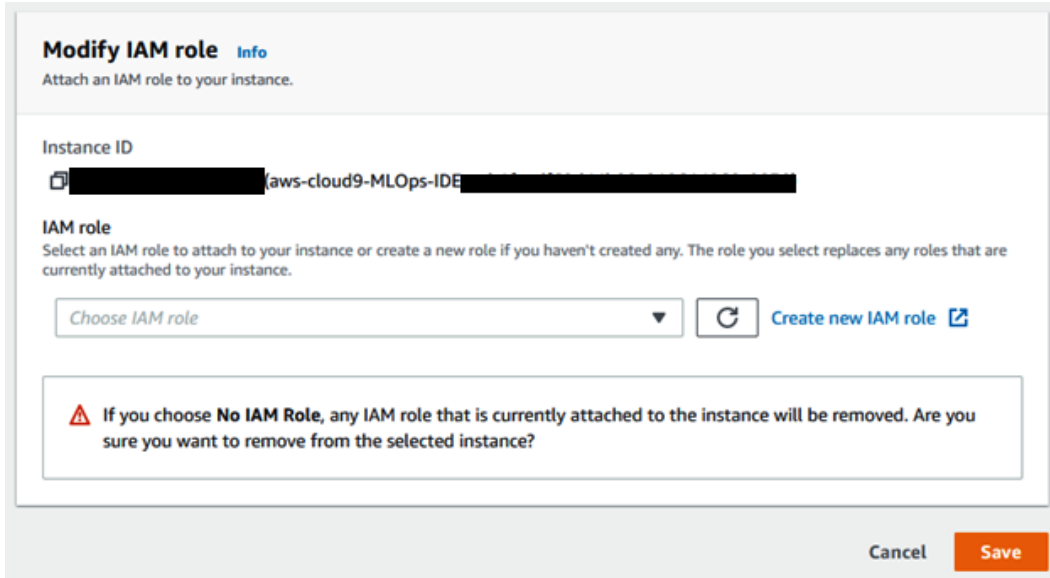 Modify IAM role Info
Attach an IAM role to your instance.
Instance ID
(aws-cloud9-MLOps-IDE
IAM role
Select an IAM role to attach to your instance or create a new role if you haven't created any. The role you select replaces any roles that are
currently attached to your instance.
Choose IAM role
Create new IAM role
If you choose No IAM Role, any IAM role that is currently attached to the instance will be removed. Are you
sure you want to remove from the selected instance?
Cancel Save